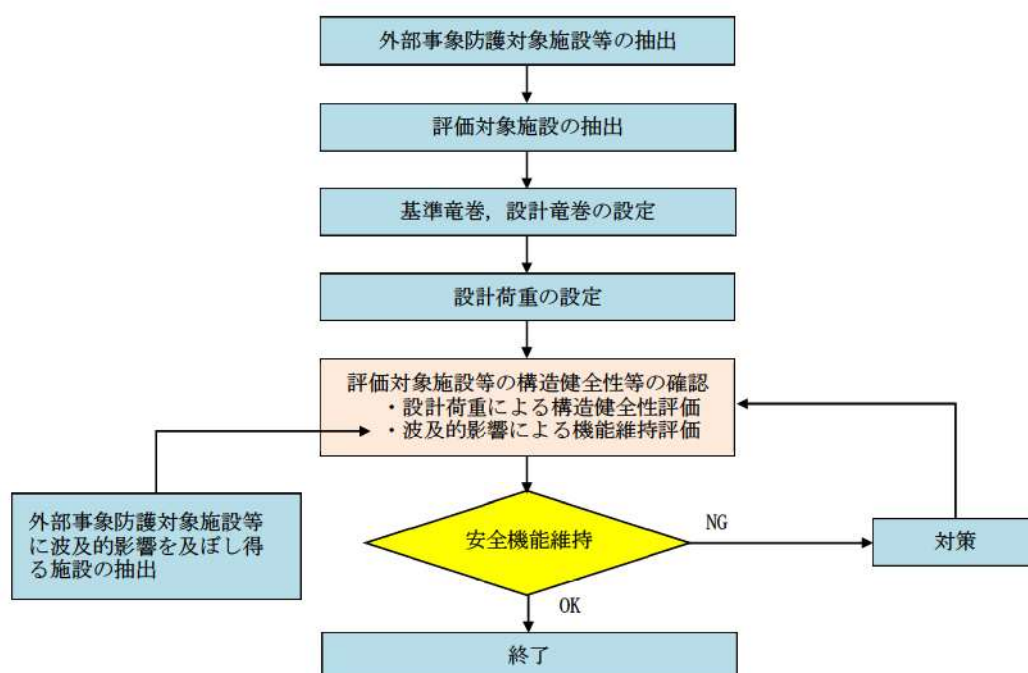 外部事象防護対象施設等の抽出
評価対象施設の抽出
基準竜巻，設計竜巻の設定
設計荷重の設定
評価対象施設等の構造健全性等の確認
・設計荷重による構造健全性評価
・波及的影響による機能維持評価
外部事象防護対象施設等
に波及的影響を及ぼし得
る施設の抽出
安全機能維持
NG
対策
OK
終了